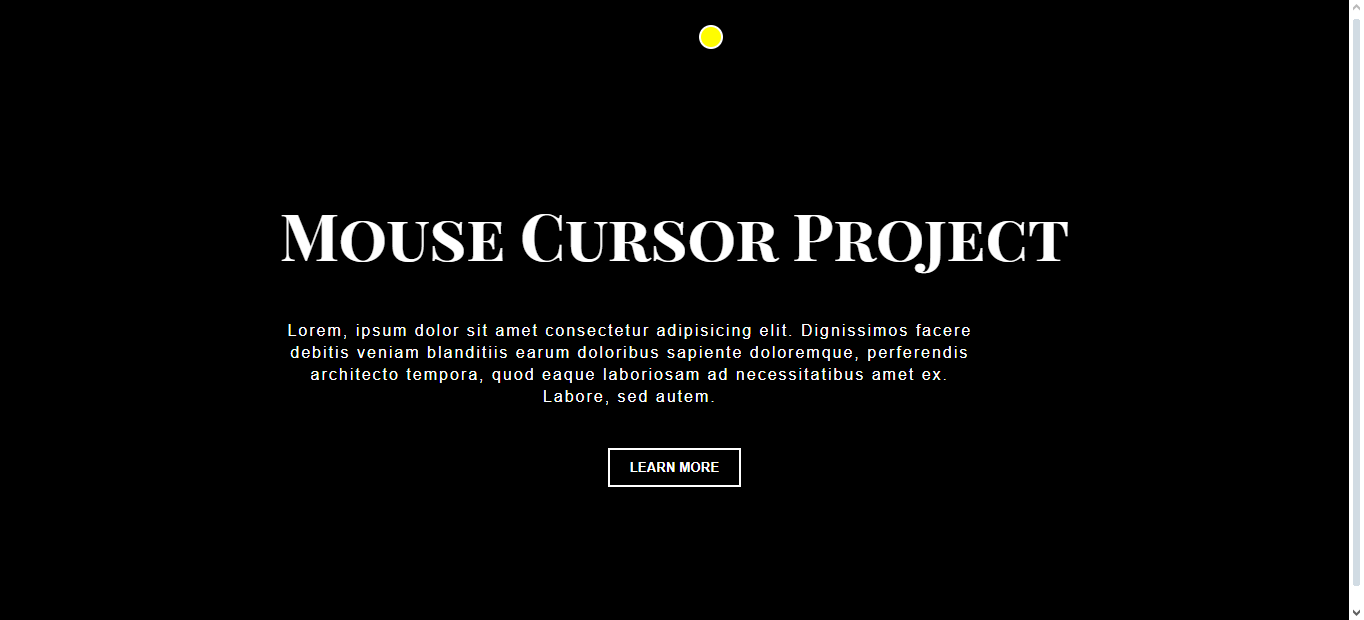 Mouse Cursor Project
Lorem, ipsum dolor sit amet consectetur adipisicing elit. Dignissimos facere
debitis veniam blanditiis earum doloribus sapiente doloremque, perferendis
architecto tempora, quod eaque laboriosam ad necessitatibus amet ex.
Labore, sed autem.
LEARN MORE